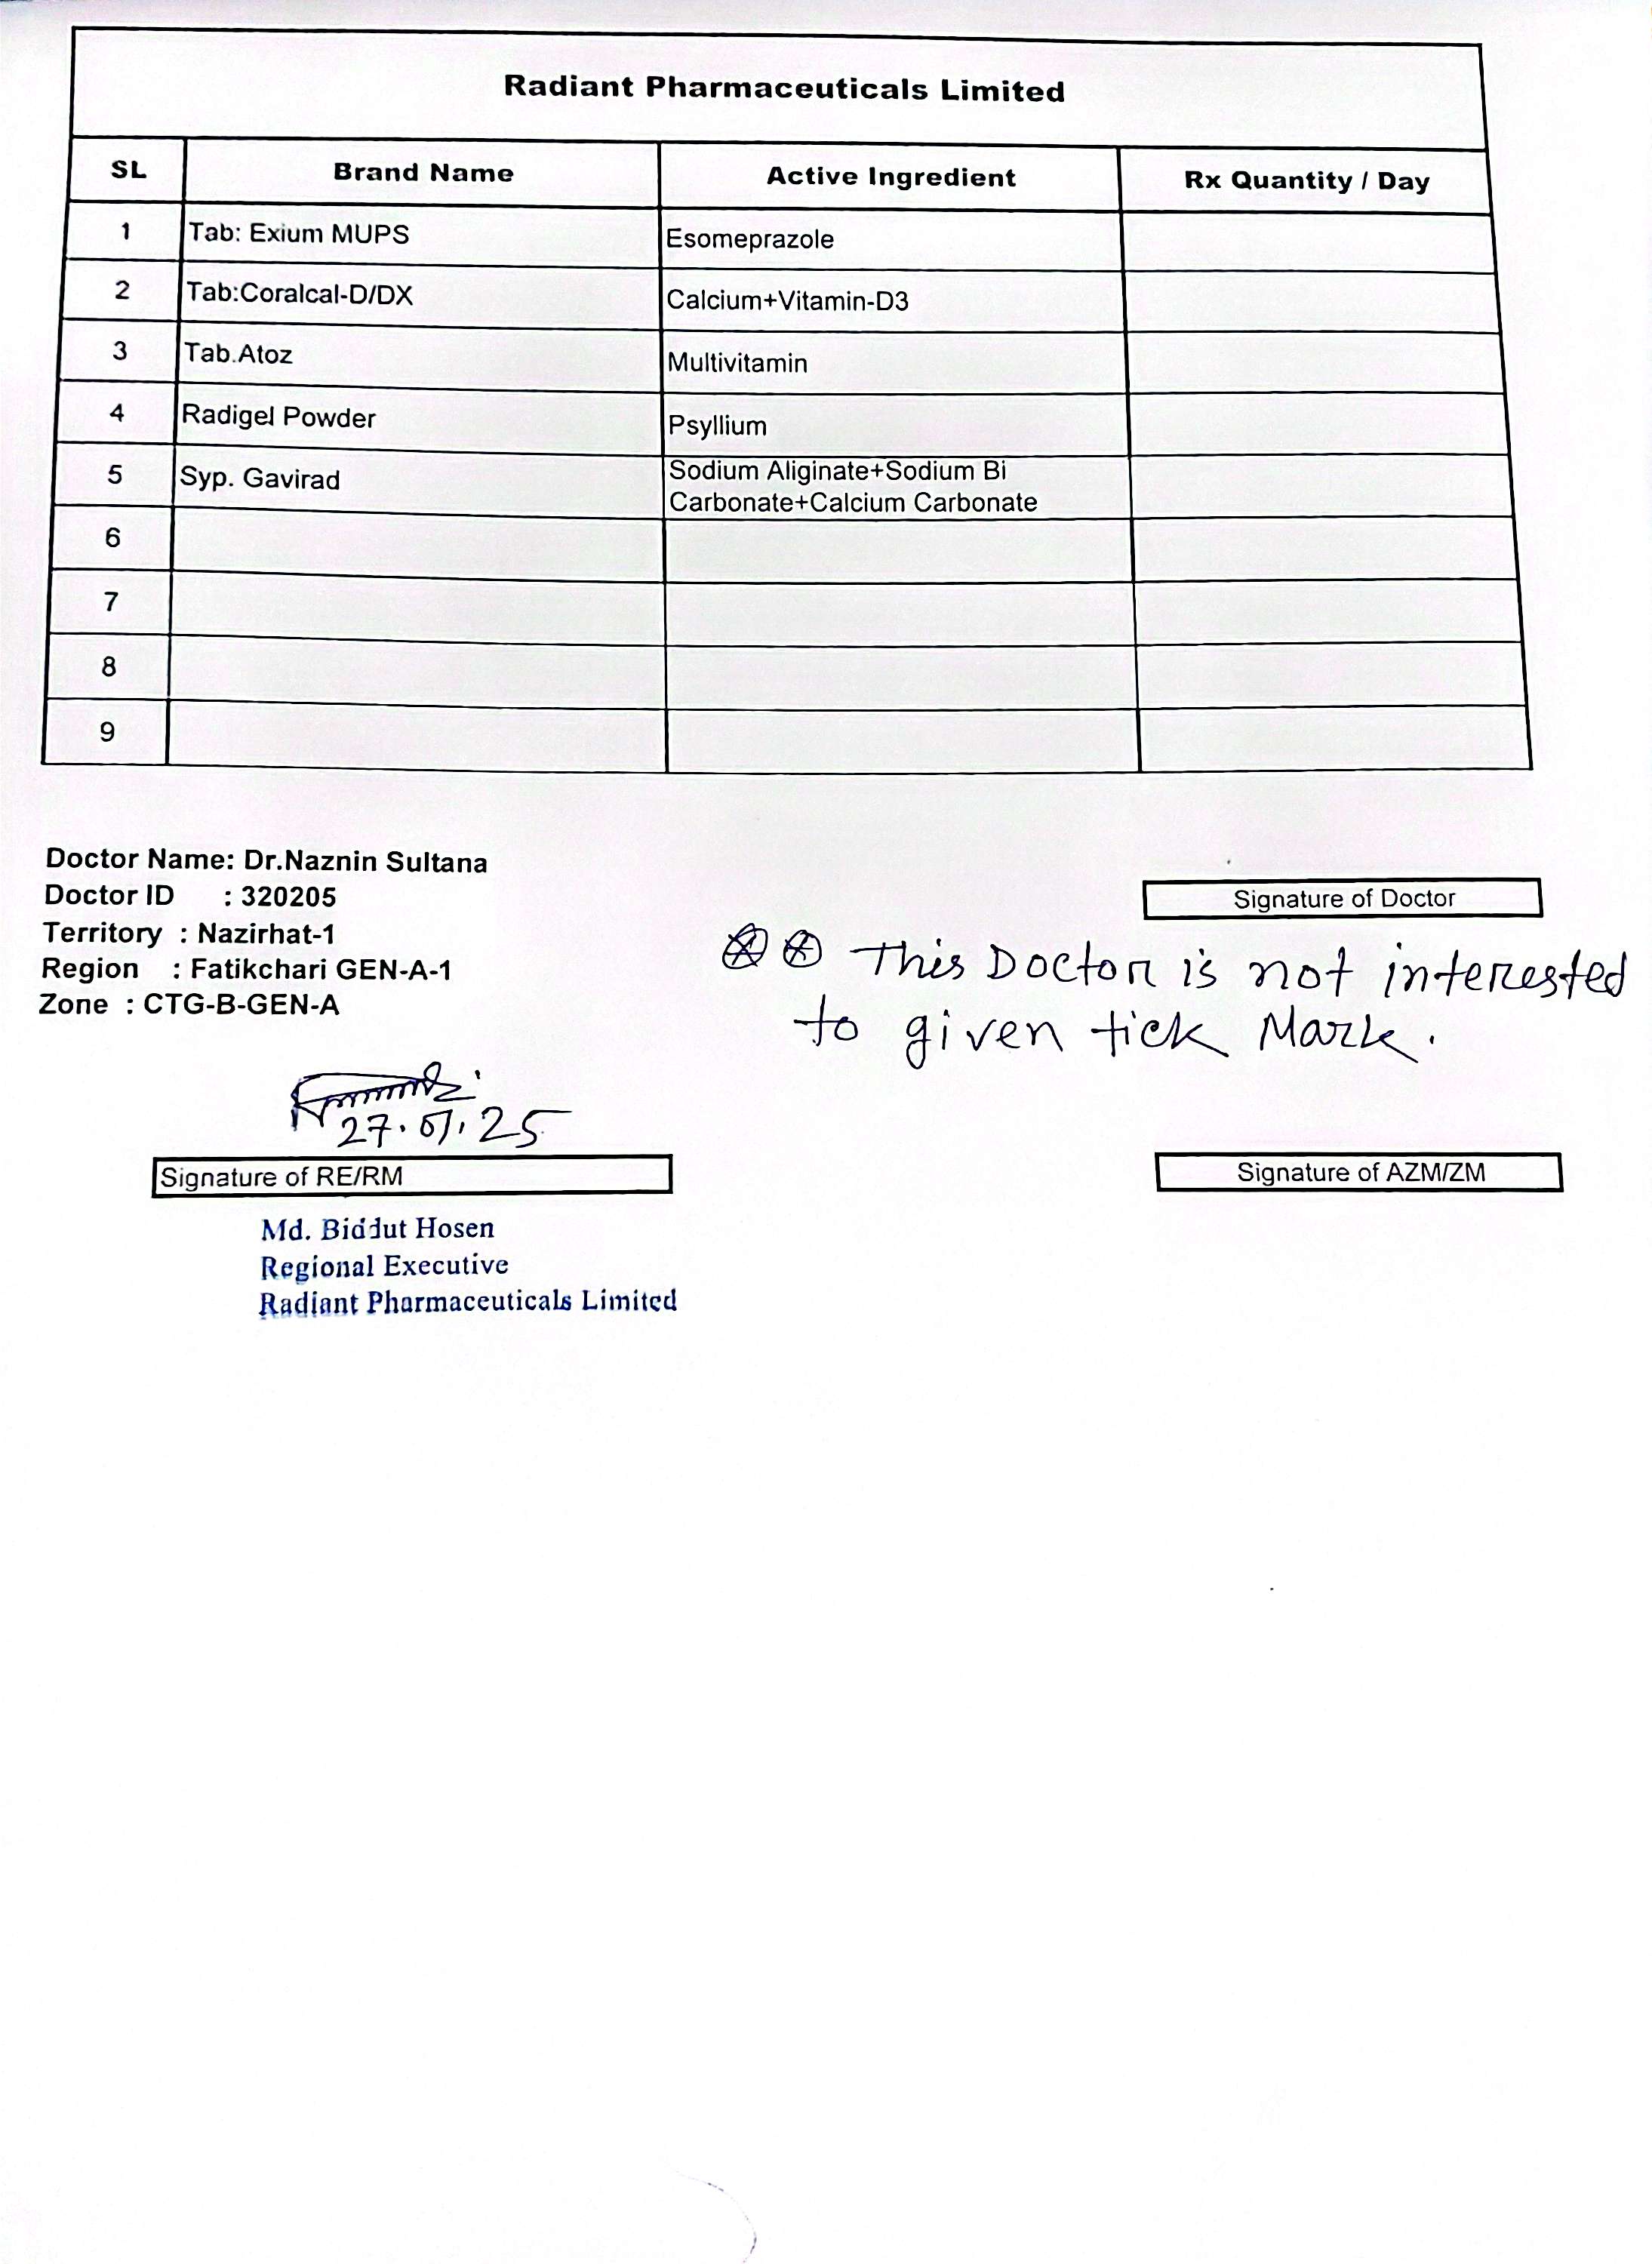 Radiant Pharmaceuticals Limited
SL Brand Name Active Ingredient Rx Quantity / Day
1 Tab: Exium MUPS Esomeprazole
2 Tab:Coralcal-D/DX Calcium+Vitamin-D3
3 Tab.Atoz Multivitamin
4 Radigel Powder Psyllium
5 Syp. Gavirad Sodium Aliginate+Sodium Bi
Carbonate+Calcium Carbonate
6
7
8
9
Doctor Name: Dr.Naznin Sultana
Doctor ID : 320205
Territory : Nazirhat-1
Region : Fatikchari GEN-A-1
Zone : CTG-B-GEN-A
Signature of Doctor
This Doctor is not interested
to given tick Mark.
Signature of RE/RM
Signature of AZM/ZM
Md. Biddut Hosen
Regional Executive
Radiant Pharmaceuticals Limited